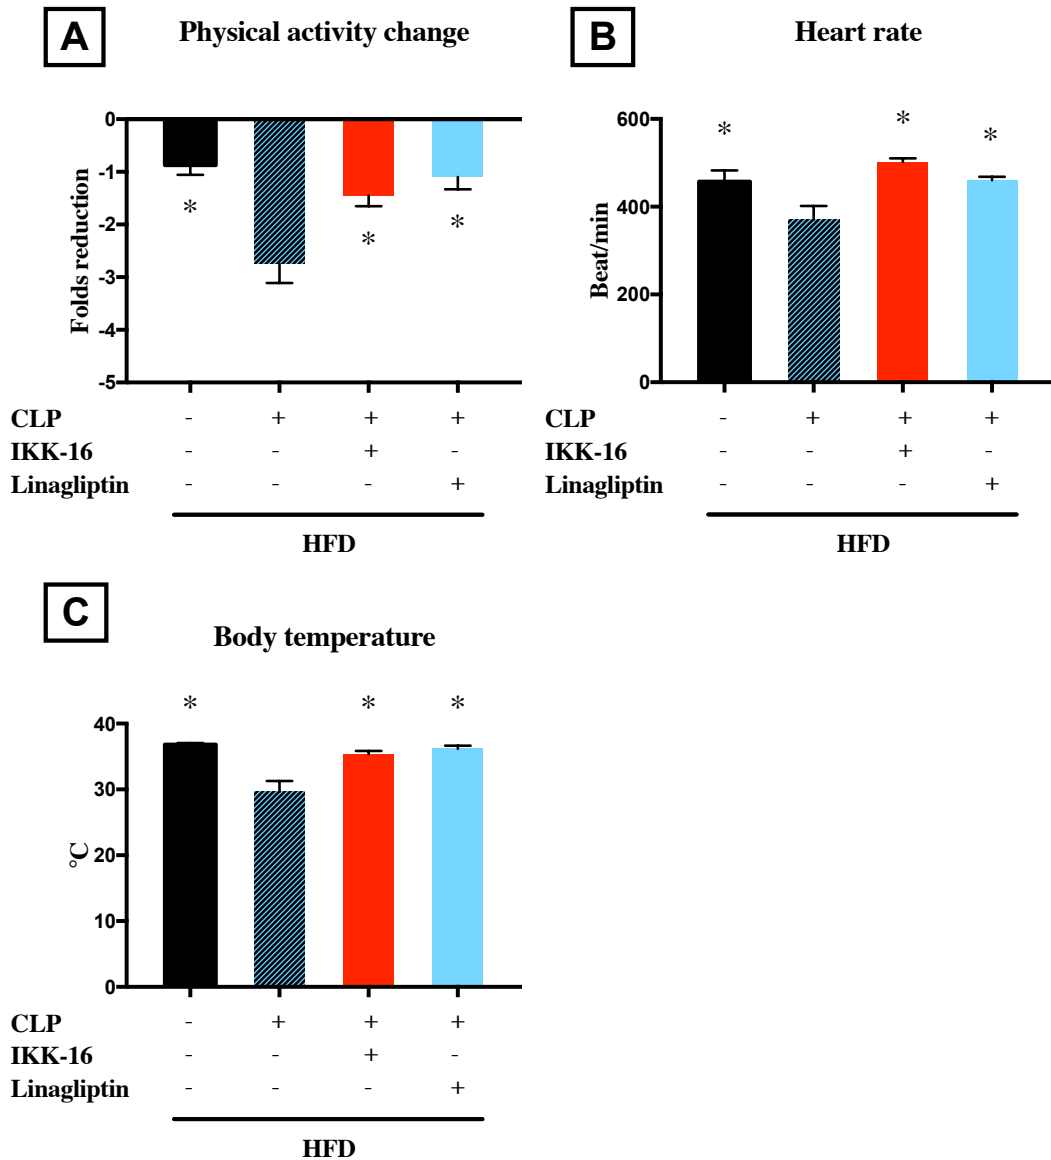 A Physical activity change
Folds reduction
0
-1
-2
-3
-4
-5
* * *
CLP - + + +
IKK-16 - - + -
Linagliptin - - - +
HFD
B Heart rate
Beat/min
600
400
200
0
* * *
CLP - + + +
IKK-16 - - + -
Linagliptin - - - +
HFD
C Body temperature
°C
40
30
20
10
0
* * *
CLP - + + +
IKK-16 - - + -
Linagliptin - - - +
HFD